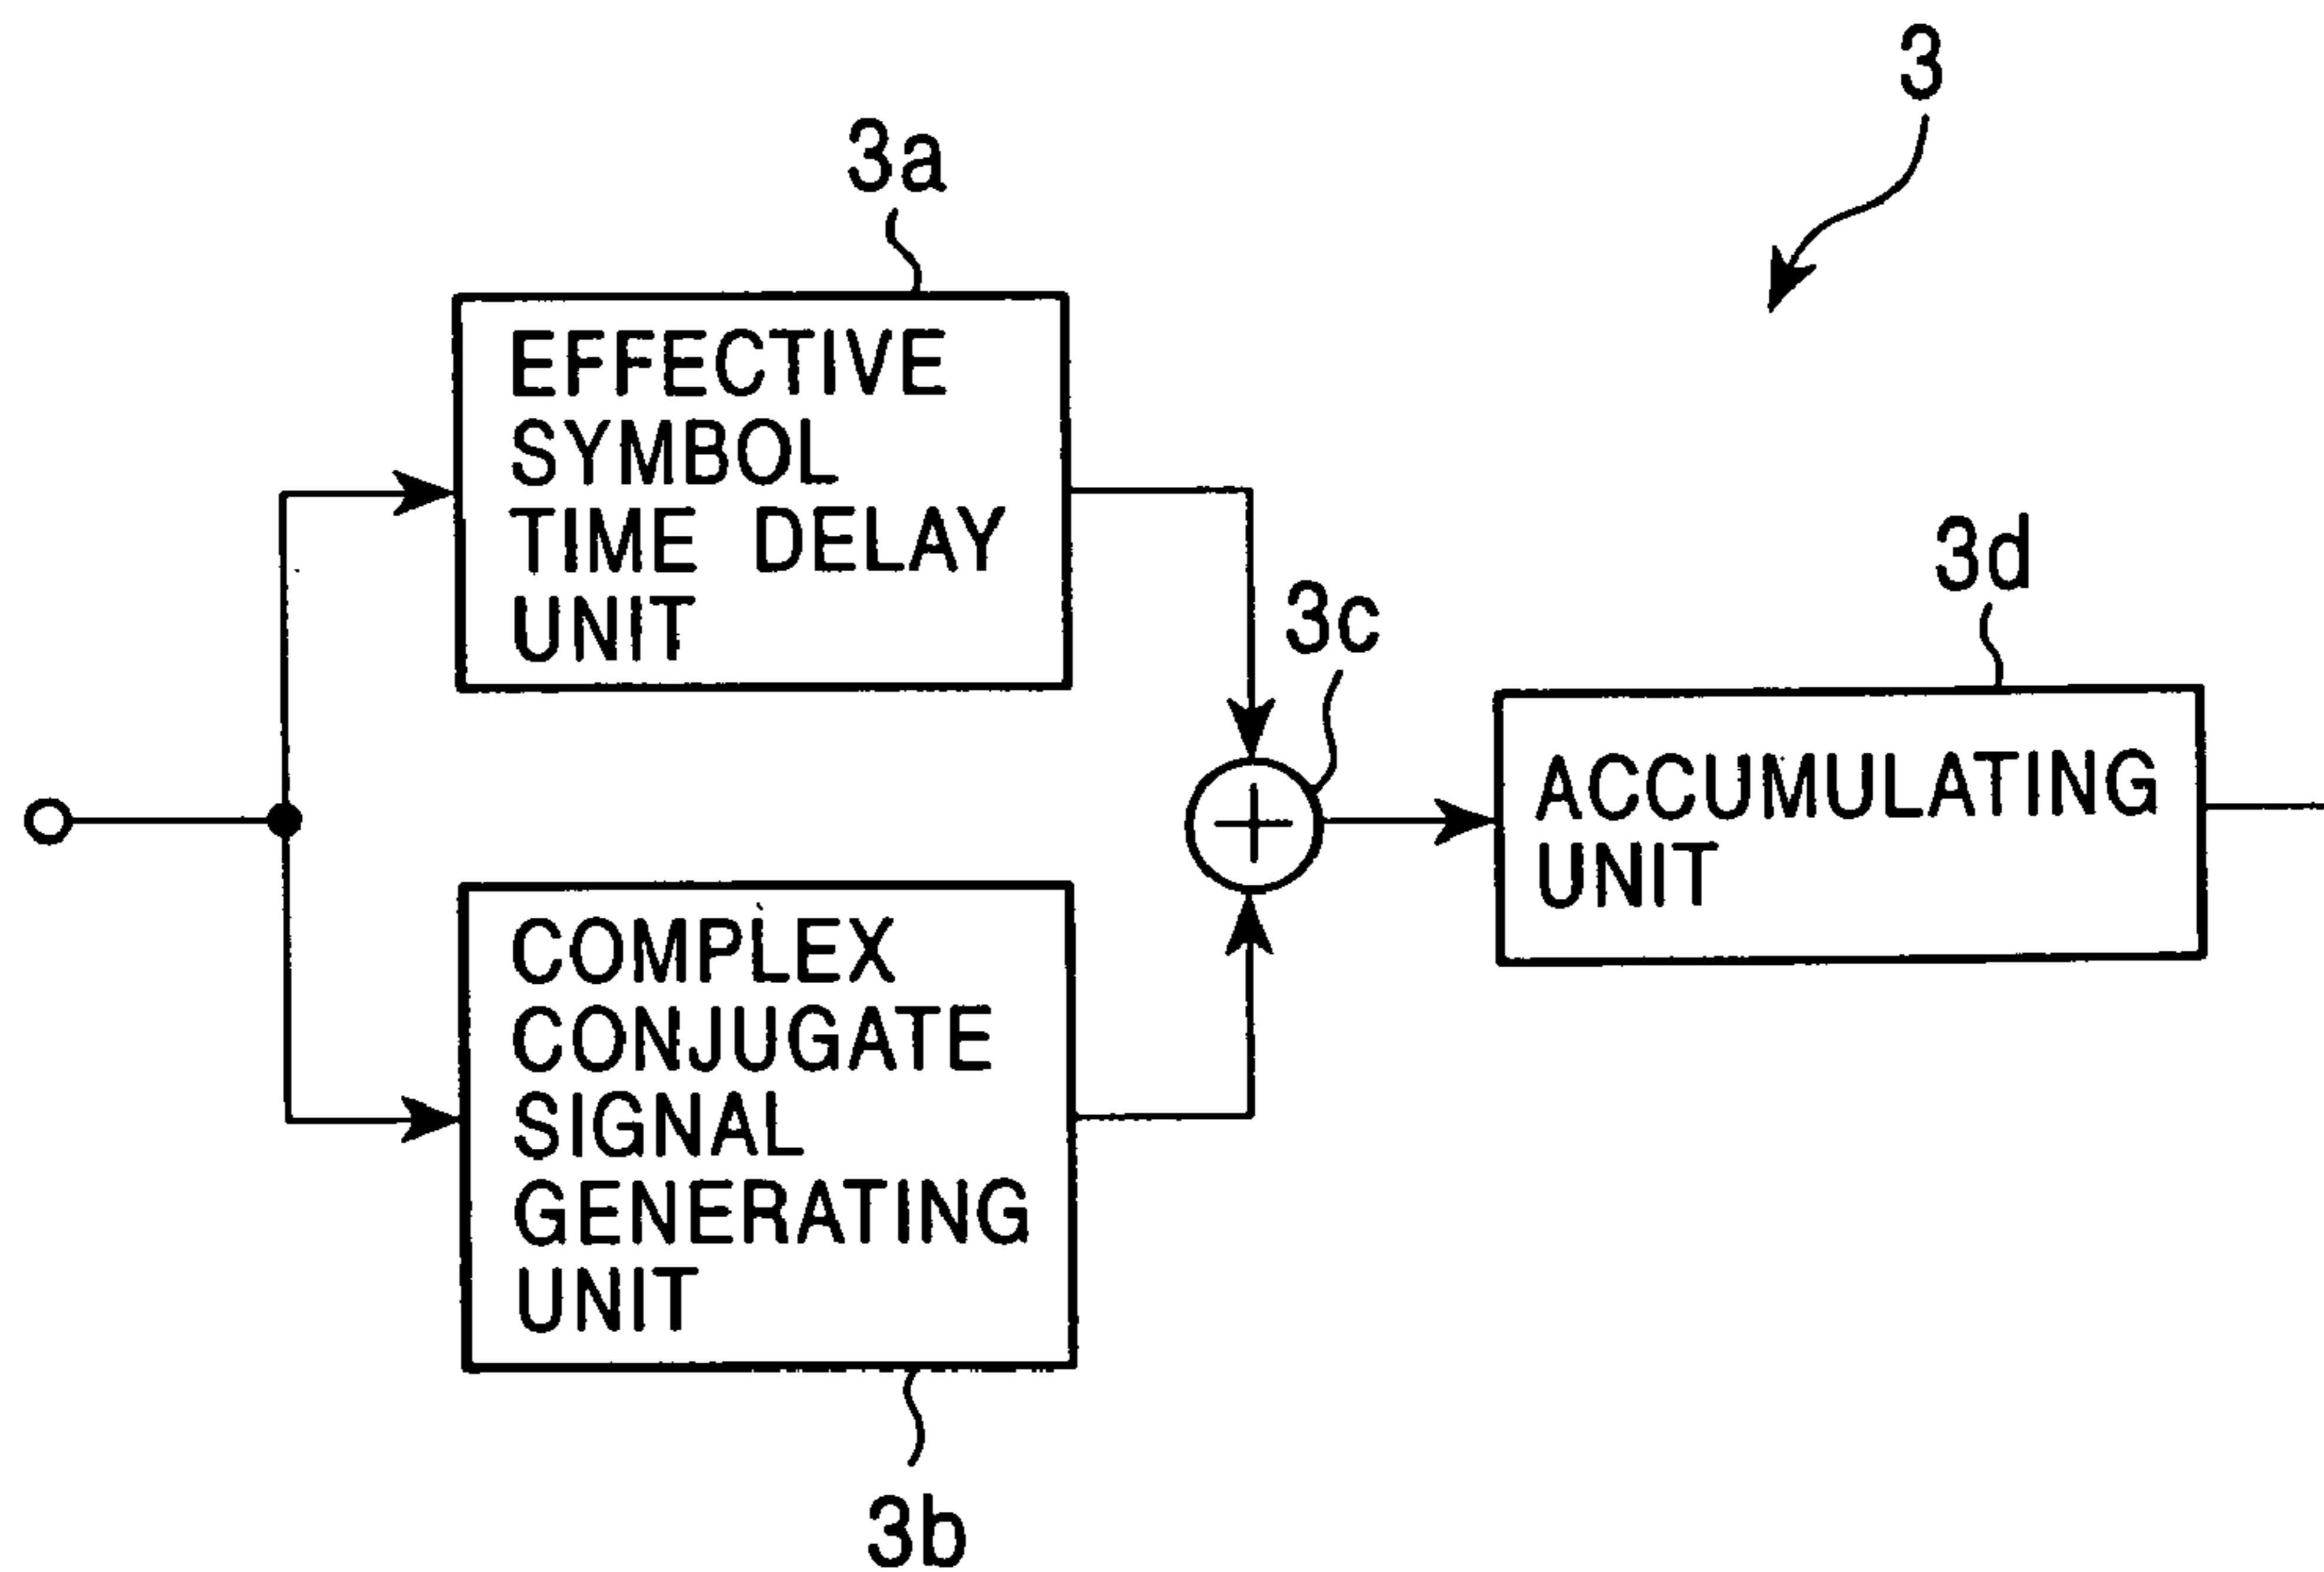 3
3a
EFFECTIVE
SYMBOL
TIME DELAY
UNIT
3c
3d
ACCUMULATING
UNIT
COMPLEX
CONJUGATE
SIGNAL
GENERATING
UNIT
3b